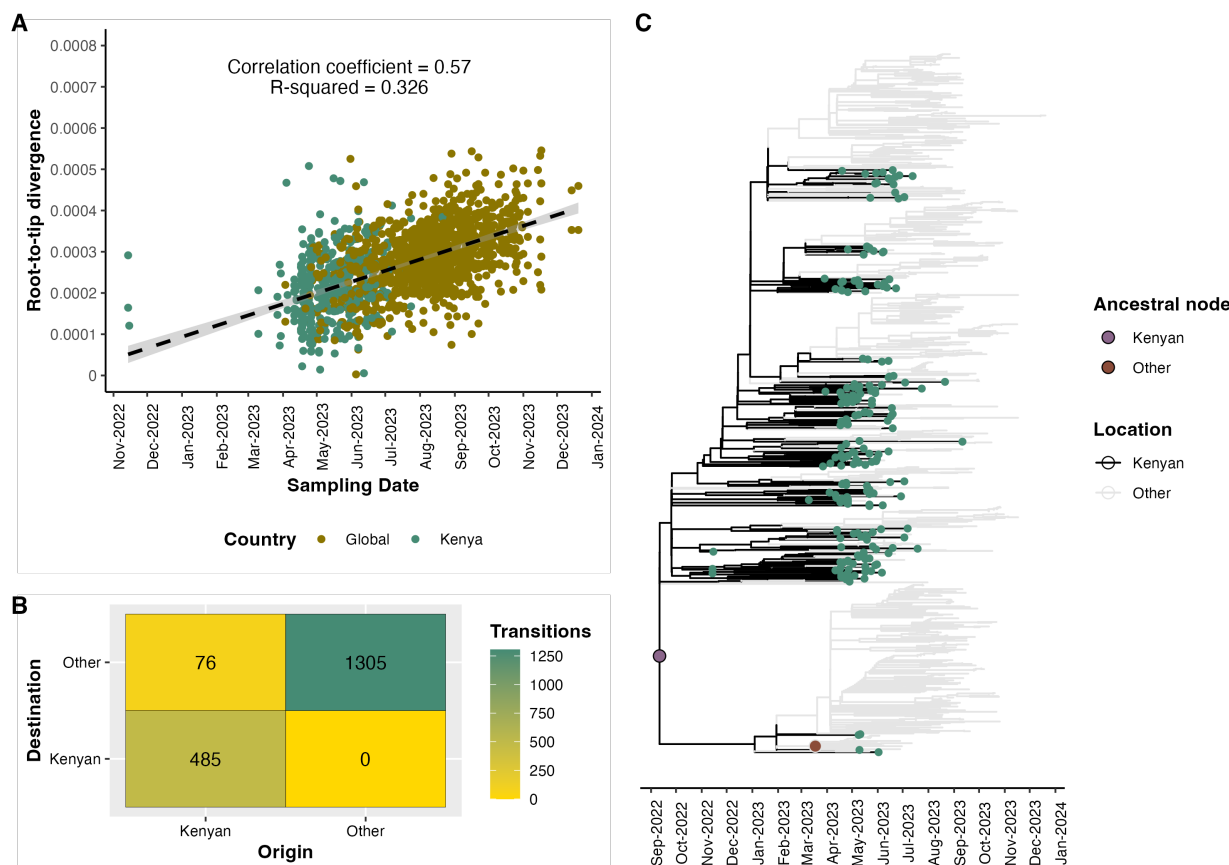 A
Correlation coefficient = 0.57
R-squared = 0.326
Root-to-tip divergence
0.0008
0.0007
0.0006
0.0005
0.0004
0.0003
0.0002
0.0001
0
Nov-2022
Dec-2022
Jan-2023
Feb-2023
Mar-2023
Apr-2023
May-2023
Jun-2023
Jul-2023
Aug-2023
Sep-2023
Oct-2023
Nov-2023
Dec-2023
Jan-2024
Sampling Date
Country Global Kenya
B
Destination
Other
Kenyan
76 1305
485 0
Kenyan Other
Origin
Transitions
1250
1000
750
500
250
0
C
Sep-2022
Oct-2022
Nov-2022
Dec-2022
Jan-2023
Feb-2023
Mar-2023
Apr-2023
May-2023
Jun-2023
Jul-2023
Aug-2023
Sep-2023
Oct-2023
Nov-2023
Dec-2023
Jan-2024
Ancestral node
Kenyan
Other
Location
Kenyan
Other